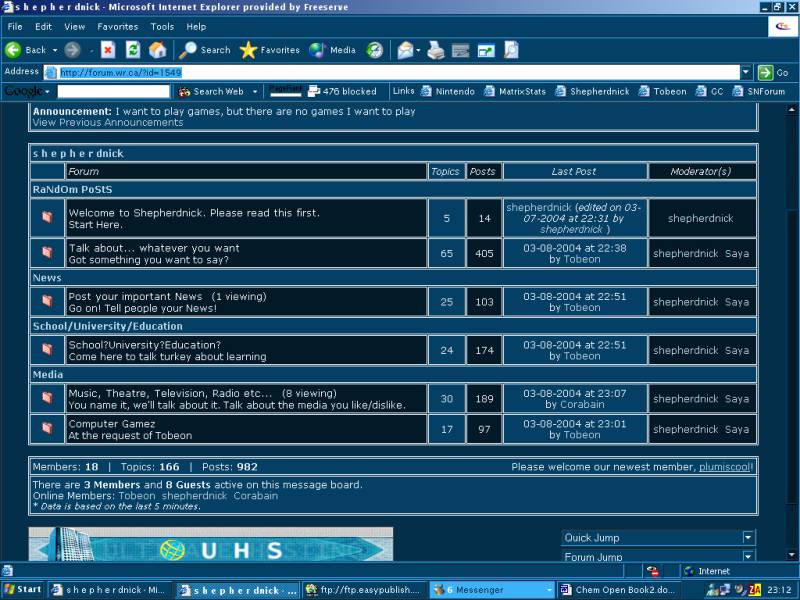 s h e p h e r dnick - Microsoft Internet Explorer provided by Freeserve
File Edit View Favorites Tools Help
Back Search Favorites Media
Address http://forum.wr.ca/?id=1549 Go
Google Search Web PageRank 476 blocked Links Nintendo MatrixStats Shepherdnick Tobeon GC SNForum
Announcement: I want to play games, but there are no games I want to play
View Previous Announcements
s h e p h e r dnick
Forum Topics Posts Last Post Moderator(s)
RaNdOm PoStS
Welcome to Shepherdnick. Please read this first.
Start Here.
5 14
shepherdnick (edited on 03-
07-2004 at 22:31 by
shepherdnick )
shepherdnick
Talk about... whatever you want
Got something you want to say?
65 405
03-08-2004 at 22:38
by Tobeon
shepherdnick Saya
News
Post your important News (1 viewing)
Go on! Tell people your News!
25 103
03-08-2004 at 22:51
by Tobeon
shepherdnick Saya
School/University/Education
School?University?Education?
Come here to talk turkey about learning
24 174
03-08-2004 at 22:51
by Tobeon
shepherdnick Saya
Media
Music, Theatre, Television, Radio etc... (8 viewing)
You name it, we'll talk about it. Talk about the media you like/dislike.
30 189
03-08-2004 at 23:07
by Corabain
shepherdnick Saya
Computer Gamez
At the request of Tobeon
17 97
03-08-2004 at 23:01
by Tobeon
shepherdnick Saya
Members: 18 | Topics: 166 | Posts: 982 Please welcome our newest member, plumiscool!
There are 3 Members and 8 Guests active on this message board.
Online Members: Tobeon shepherdnick Corabain
* Data is based on the last 5 minutes.
U H S
Quick Jump
Forum Jump
Internet
Start s h e p h e r dnick - Mi... s h e p h e r dnick - ... ftp://ftp.easypublish.... 6 Messenger Chem Open Book2.do... ZA 23:12